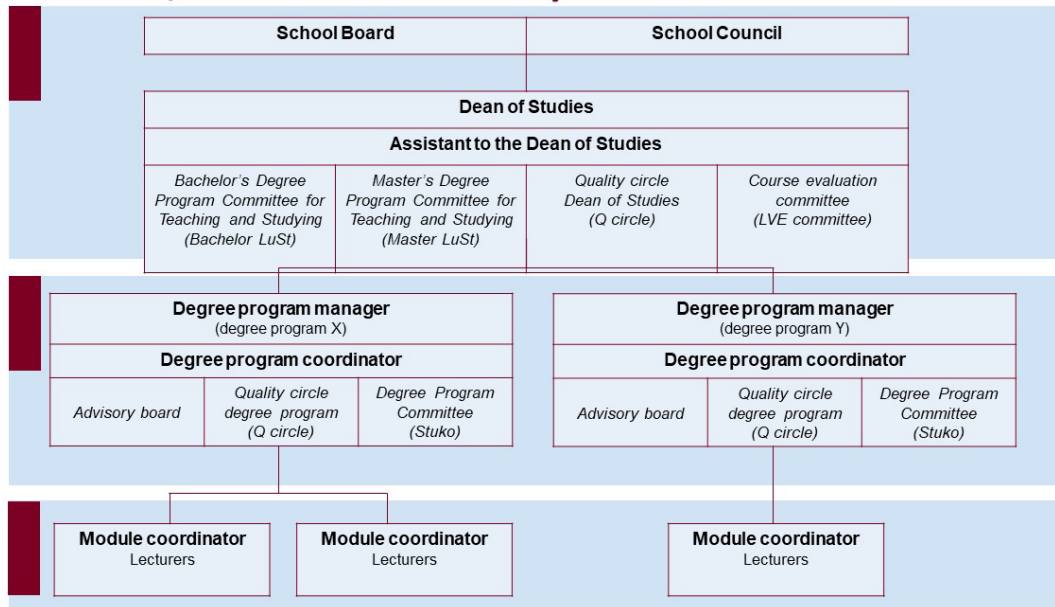 School Board
School Council
Dean of Studies
Assistant to the Dean of Studies
Bachelor's Degree
Program Committee for
Teaching and Studying
(Bachelor LuSt)
Master's Degree
Program Committee for
Teaching and Studying
(Master LuSt)
Quality circle
Dean of Studies
(Q circle)
Course evaluation
committee
(LVE committee)
Degree program manager
(degree program X)
Degree program coordinator
Advisory board
Quality circle
degree program
(Q circle)
Degree Program
Committee
(Stuko)
Degree program manager
(degree program Y)
Degree program coordinator
Advisory board
Quality circle
degree program
(Q circle)
Degree Program
Committee
(Stuko)
Module coordinator
Lecturers
Module coordinator
Lecturers
Module coordinator
Lecturers